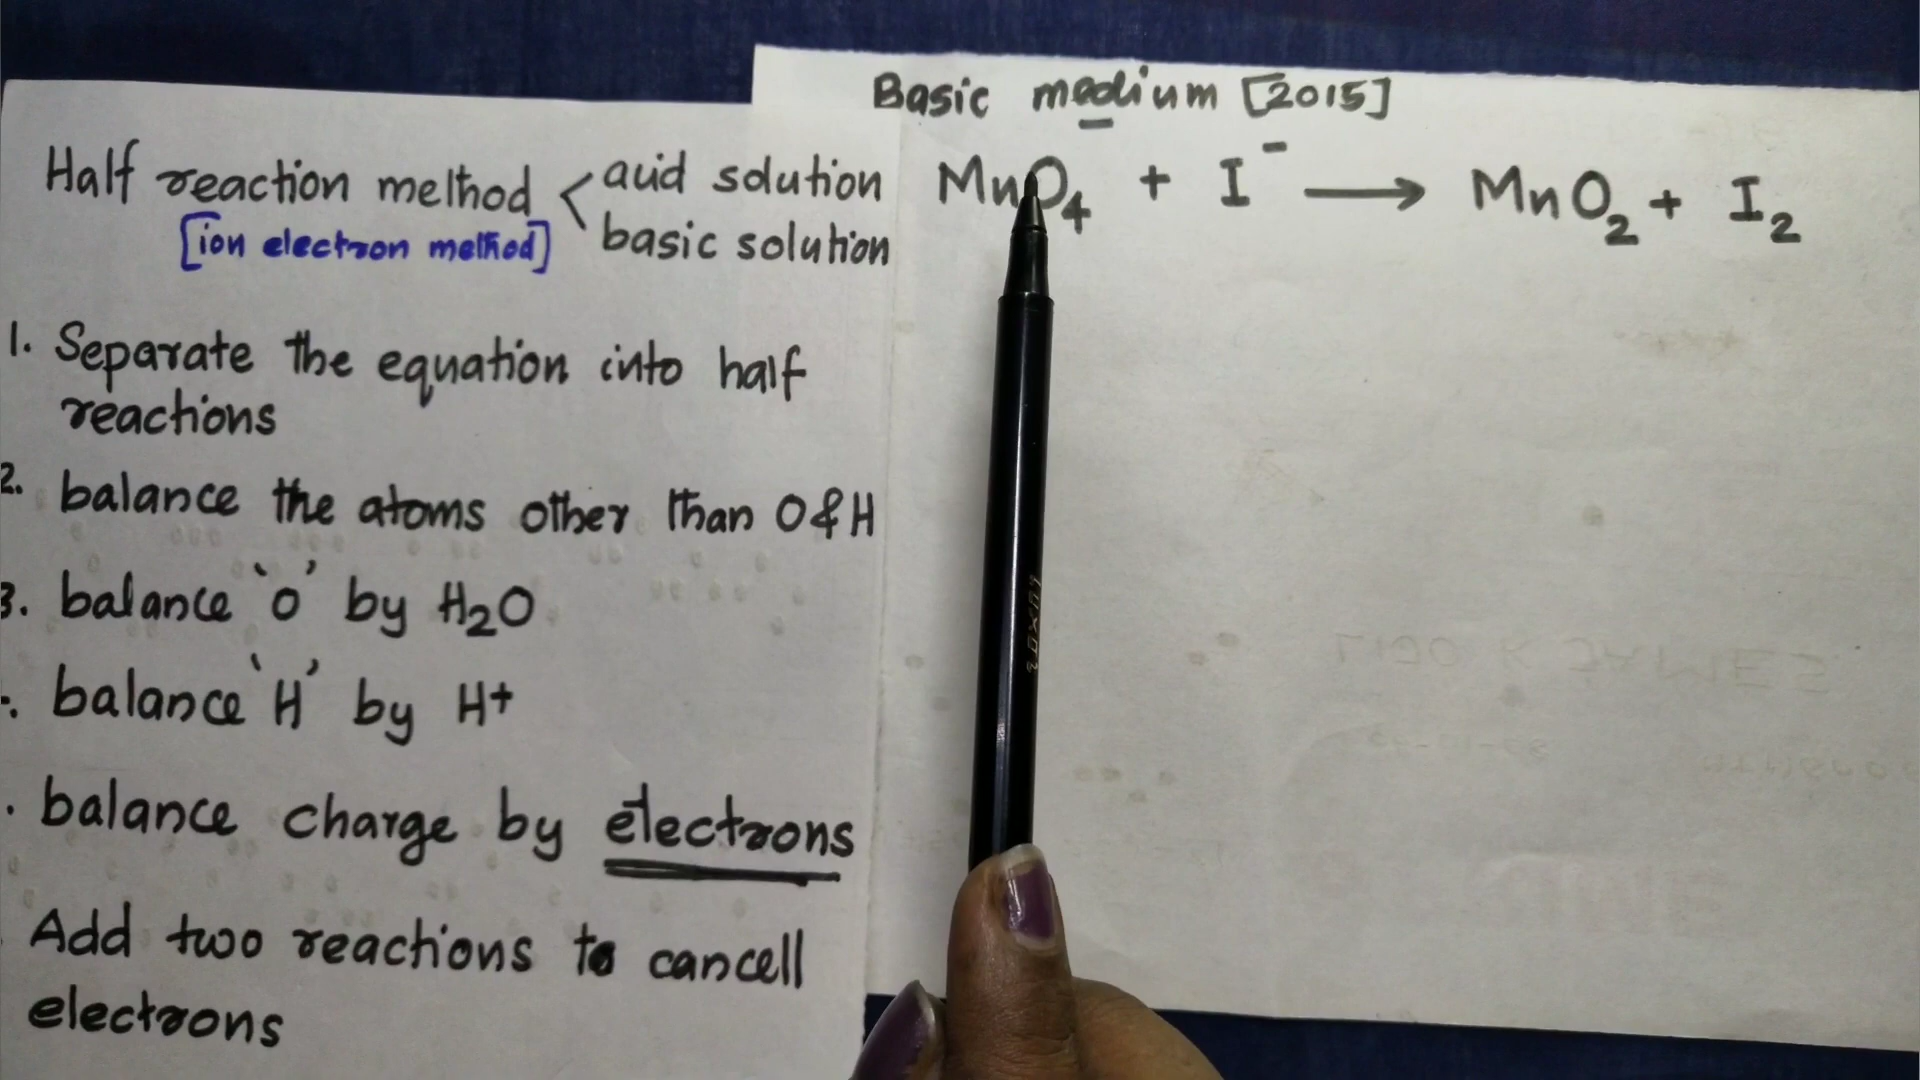 Basic medium [2015]
Half reaction method < acid solution
basic solution
[ion electron method]
MnO4⁻ + I⁻ → MnO2 + I2
1. Separate the equation into half
reactions
2. balance the atoms other than O & H
3. balance 'O' by H2O
. balance 'H' by H+
. balance charge by electrons
Add two reactions to cancell
electrons
LUXOR